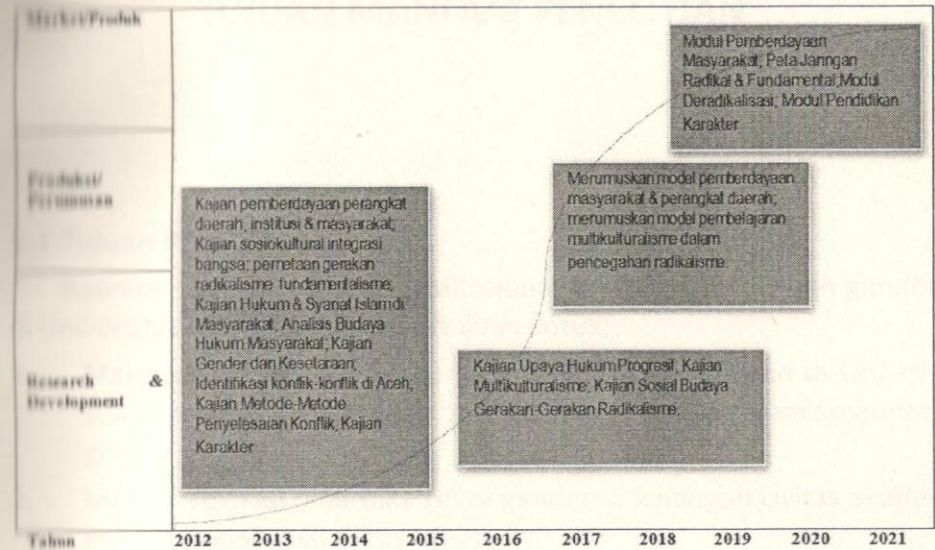 Market/Produk
Modul Pemberdayaan
Masyarakat; Peta Jaringan
Radikal & Fundamental; Modul
Deradikalisasi; Modul Pendidikan
Karakter
Produksi/
Perumusan
Merumuskan model pemberdayaan
masyarakat & perangkat daerah;
merumuskan model pembelajaran
multikulturalisme dalam
pencegahan radikalisme.
Kajian pemberdayaan perangkat
daerah, institusi & masyarakat;
Kajian sosiokultural integrasi
bangsa; pemetaan gerakan
radikalisme fundamentalisme;
Kajian Hukum & Syariat Islam di
Masyarakat; Analisis Budaya
Hukum Masyarakat; Kajian
Gender dan Kesetaraan;
Identifikasi konflik-konflik di Aceh;
Kajian Metode-Metode
Penyelesaian Konflik; Kajian
Karakter
Research &
Development
Kajian Upaya Hukum Progresif; Kajian
Multikulturalisme; Kajian Sosial Budaya
Gerakan-Gerakan Radikalisme.
Tahun 2012 2013 2014 2015 2016 2017 2018 2019 2020 2021